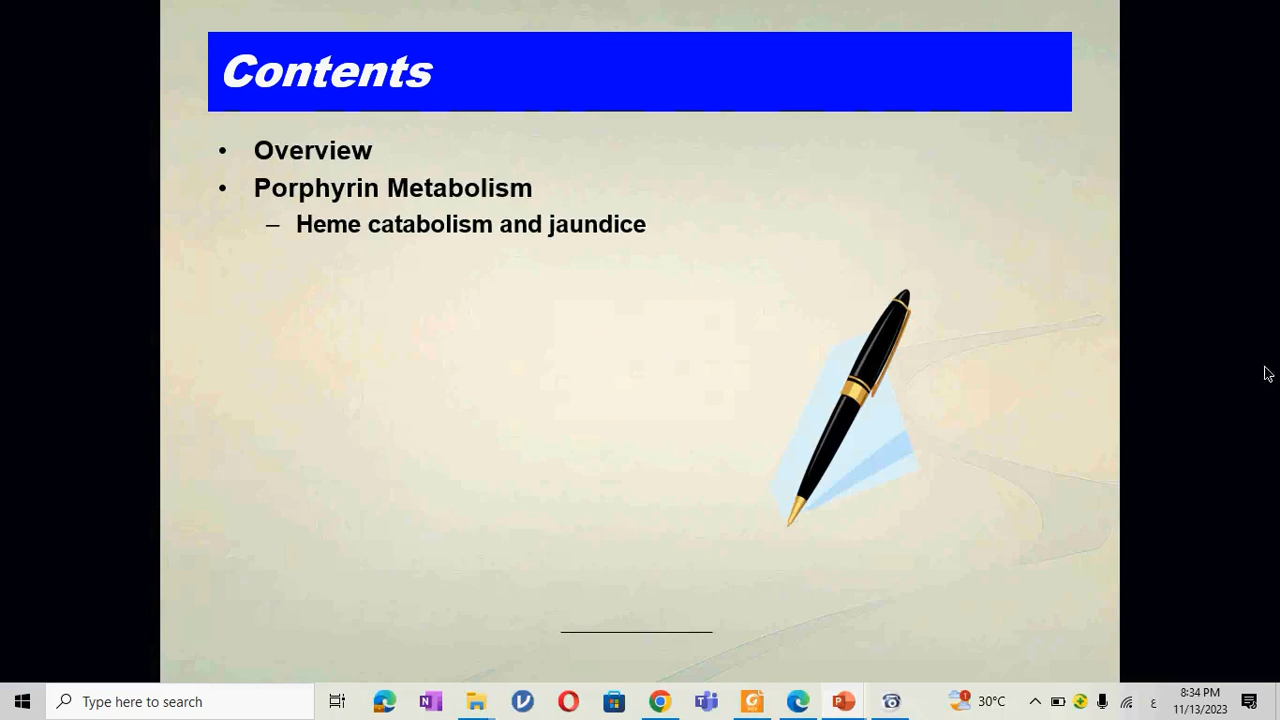 Contents
• Overview
• Porphyrin Metabolism
– Heme catabolism and jaundice
Type here to search
30°C
ع
8:34 PM
11/13/2023